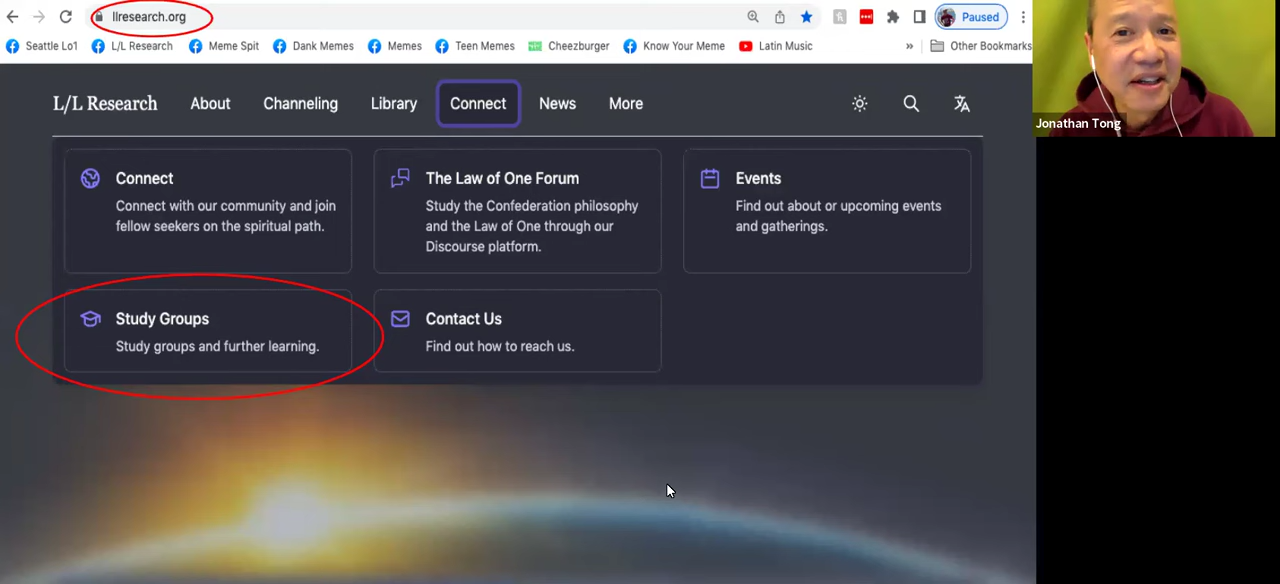 llresearch.org
Paused
Seattle Lo1
L/L Research
Meme Spit
Dank Memes
Memes
Teen Memes
Cheezburger
Know Your Meme
Latin Music
»
Other Bookmarks
L/L Research
About
Channeling
Library
Connect
News
More
Connect
Connect with our community and join
fellow seekers on the spiritual path.
The Law of One Forum
Study the Confederation philosophy
and the Law of One through our
Discourse platform.
Events
Find out about or upcoming events
and gatherings.
Study Groups
Study groups and further learning.
Contact Us
Find out how to reach us.
Jonathan Tong